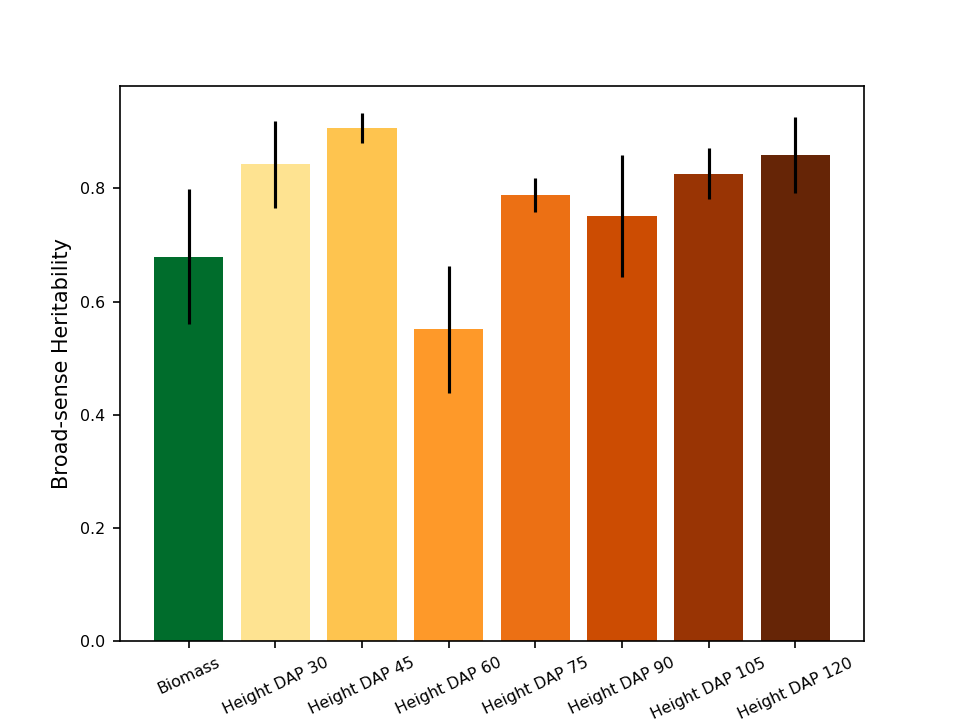 Broad-sense Heritability
0.8
0.6
0.4
0.2
0.0
Biomass
Height DAP 30
Height DAP 45
Height DAP 60
Height DAP 75
Height DAP 90
Height DAP 105
Height DAP 120